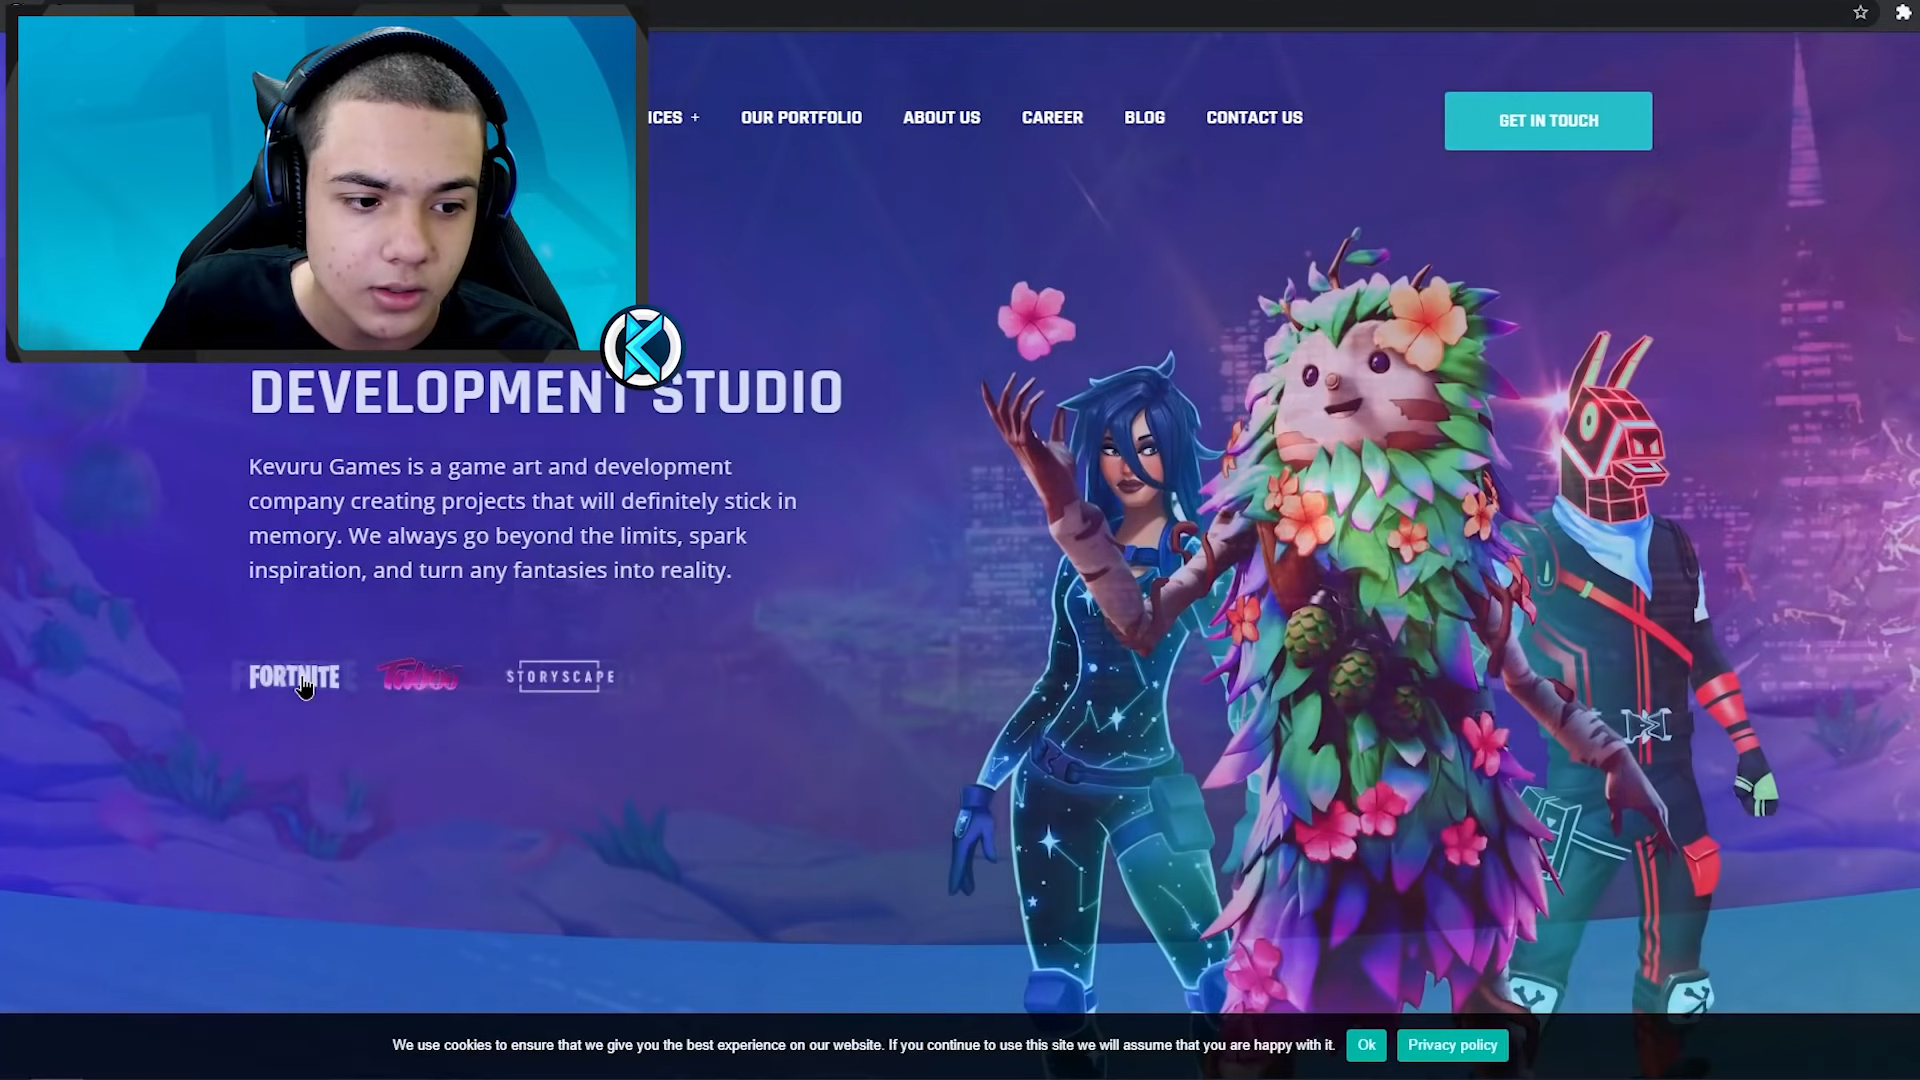 ICES +
OUR PORTFOLIO
ABOUT US
CAREER
BLOG
CONTACT US
GET IN TOUCH
DEVELOPMENT STUDIO
Kevuru Games is a game art and development
company creating projects that will definitely stick in
memory. We always go beyond the limits, spark
inspiration, and turn any fantasies into reality.
FORTNITE
Taboo
STORYSCAPE
We use cookies to ensure that we give you the best experience on our website. If you continue to use this site we will assume that you are happy with it.
Ok
Privacy policy